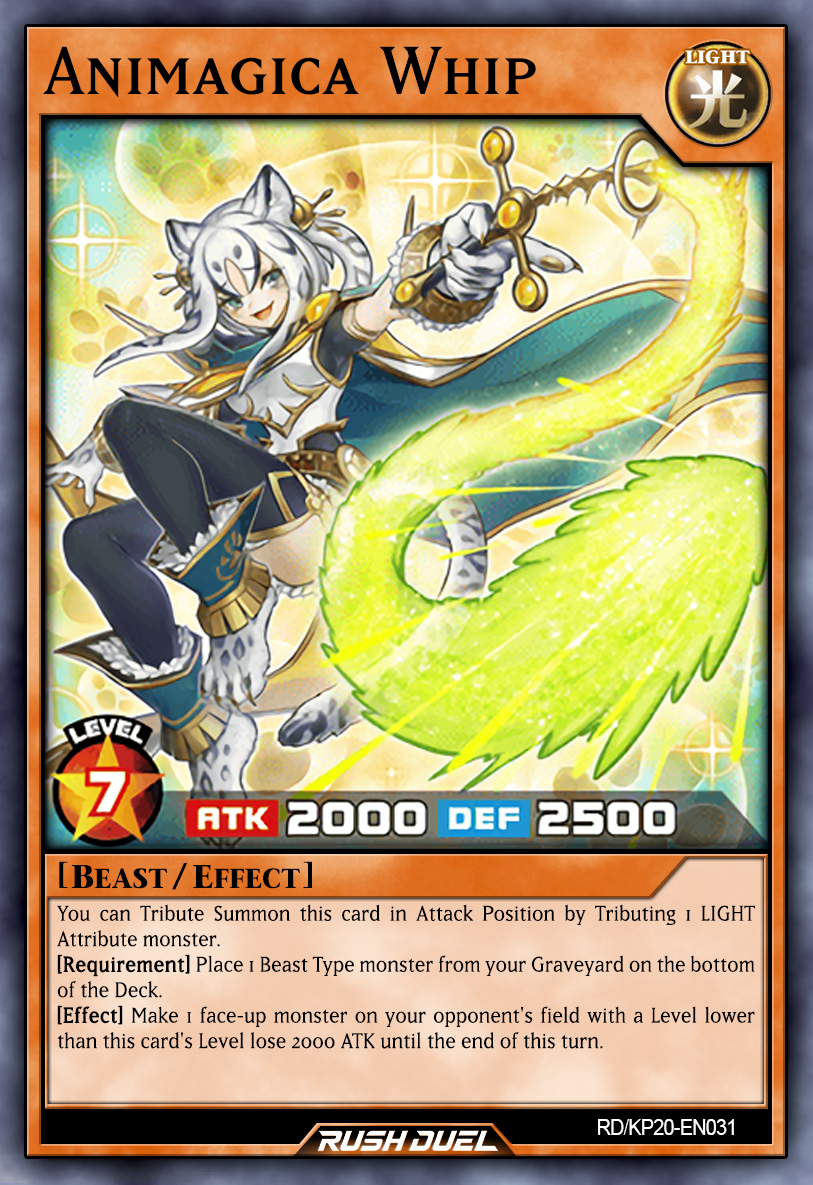 Animagica Whip
LIGHT
光
LEVEL
7
ATK 2000 DEF 2500
[Beast/Effect]
You can Tribute Summon this card in Attack Position by Tributing 1 LIGHT
Attribute monster.
[Requirement] Place 1 Beast Type monster from your Graveyard on the bottom
of the Deck.
[Effect] Make 1 face-up monster on your opponent's field with a Level lower
than this card's Level lose 2000 ATK until the end of this turn.
RD/KP20-EN031
RUSH DUEL